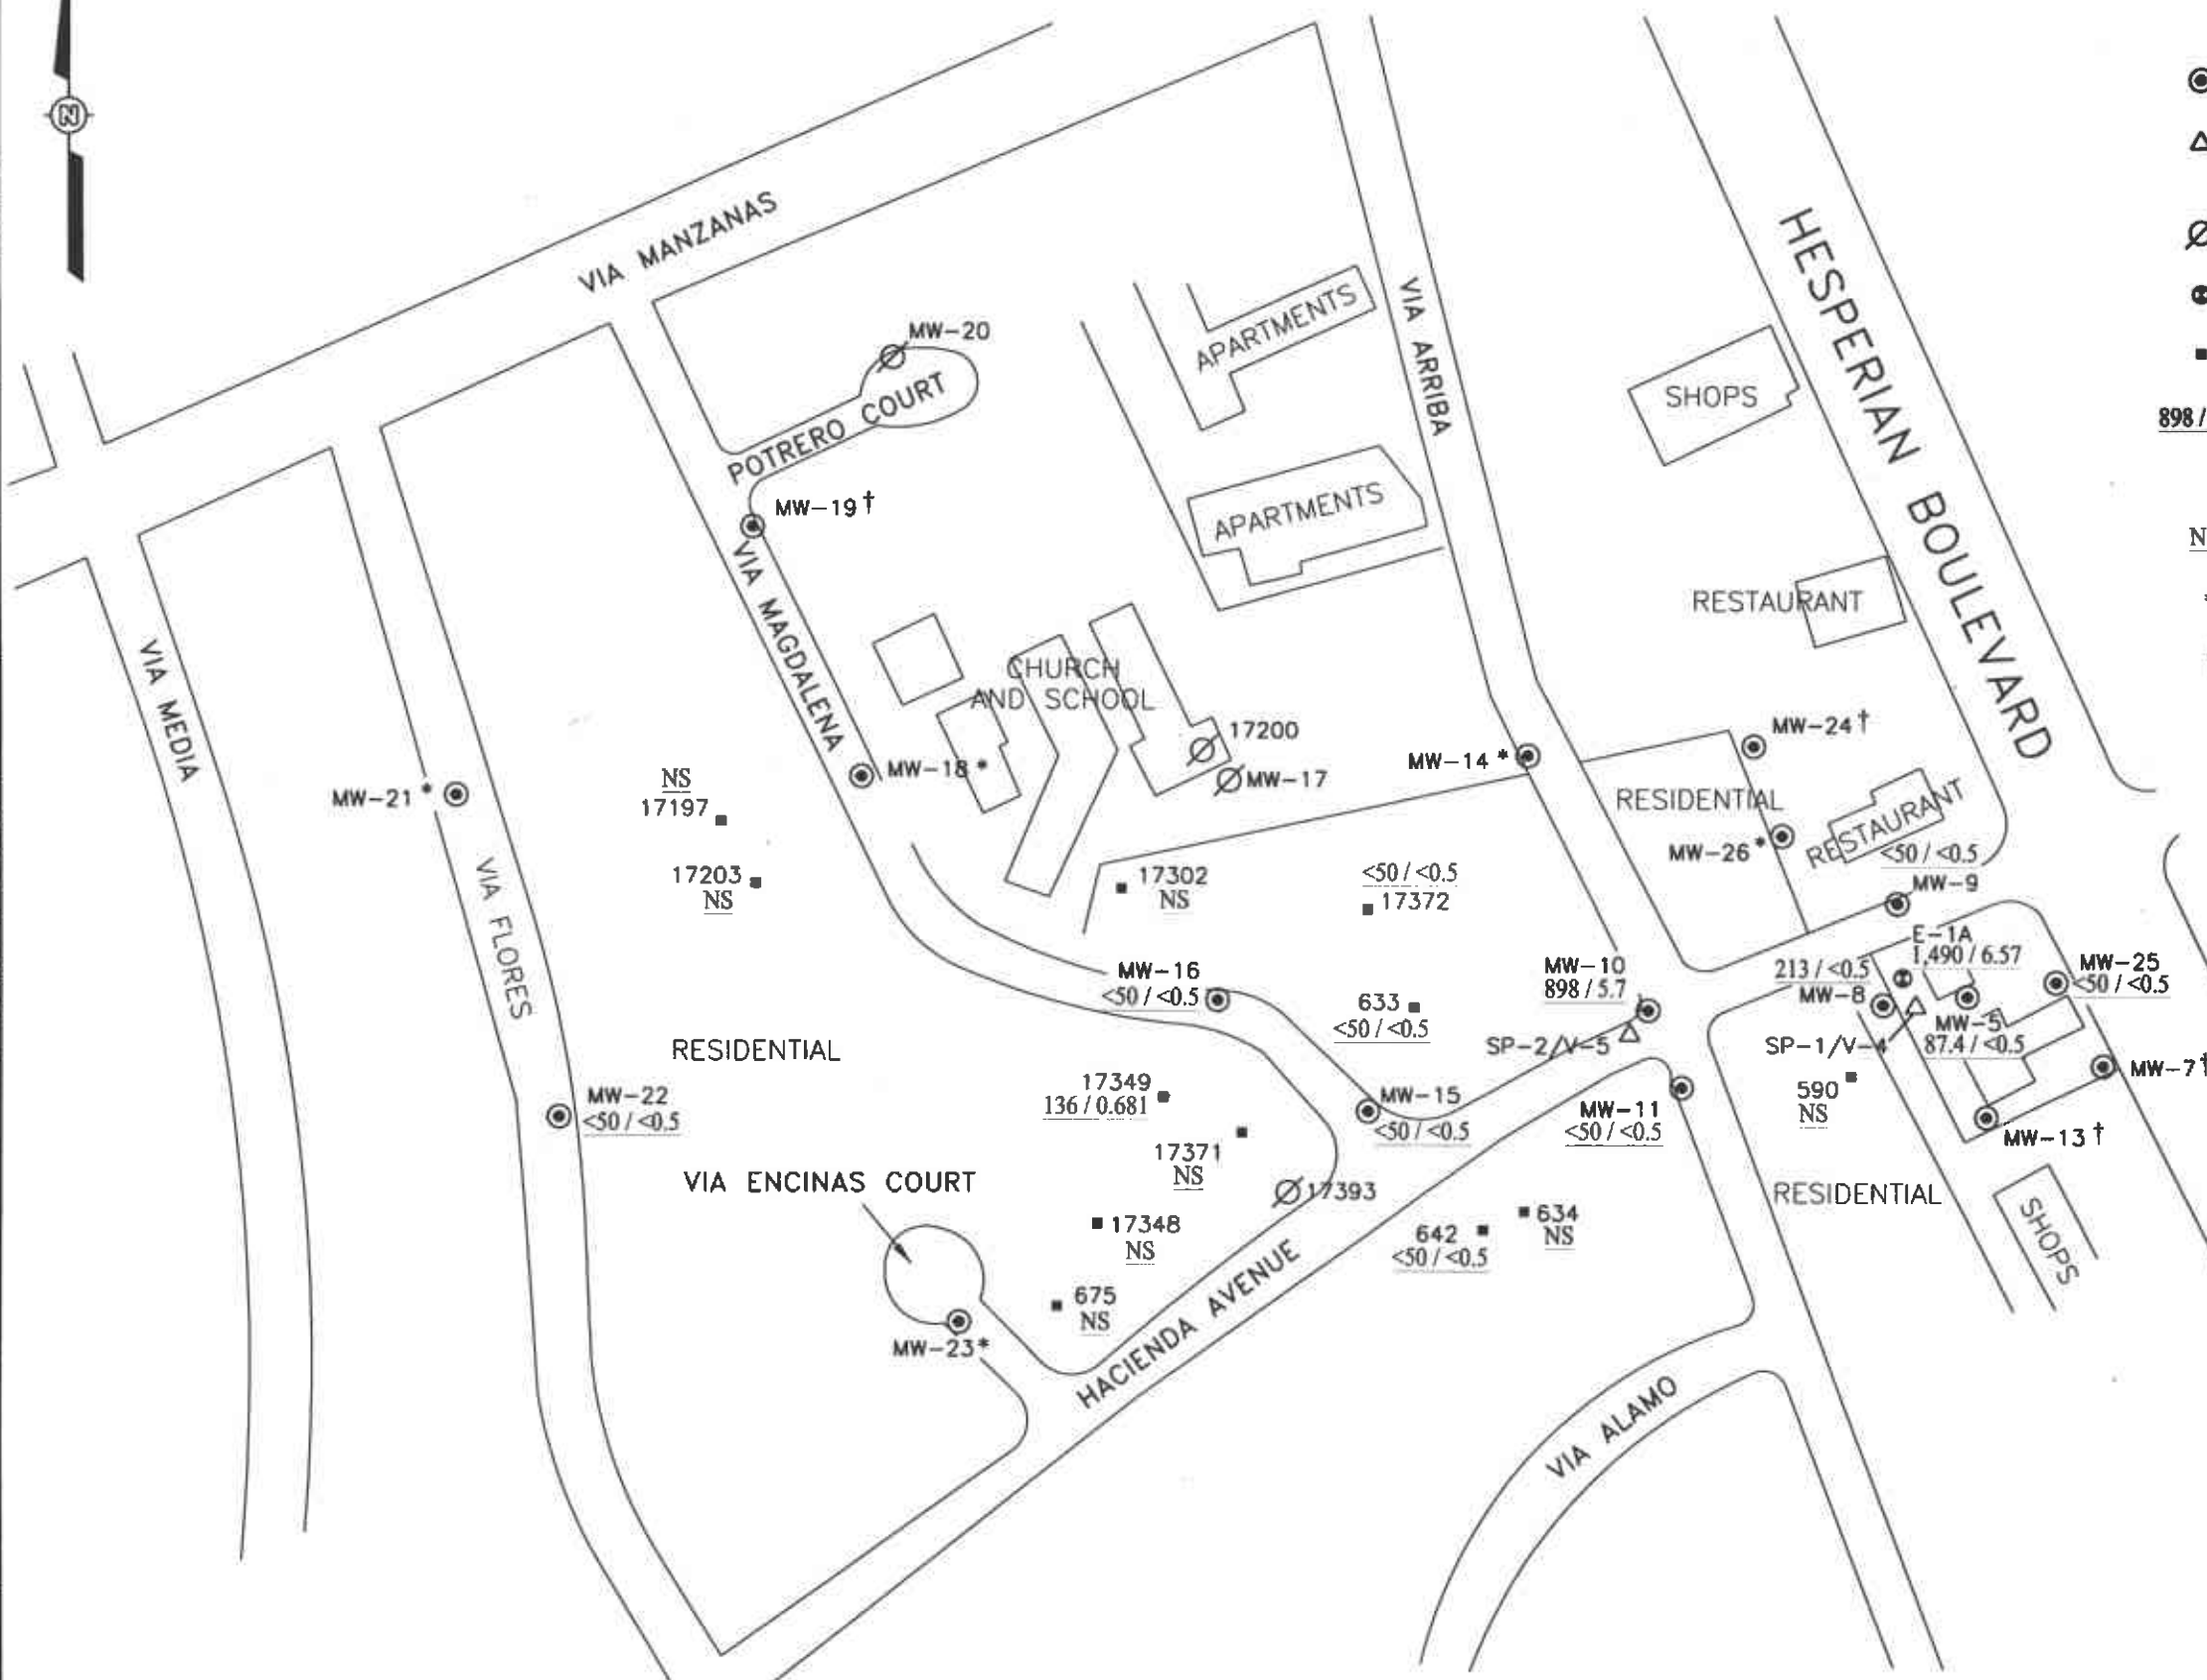 N
VIA MANZANAS
MW-20
POTRERO COURT
MW-19†
VIA MAGDALENA
APARTMENTS
APARTMENTS
VIA ARRIBA
SHOPS
HESPERIAN BOULEVARD
898 /
RESTAURANT
CHURCH
AND SCHOOL
17200
MW-17
MW-18*
MW-14*
MW-24†
RESIDENTIAL
MW-26*
RESTAURANT
<50 / <0.5
MW-9
VIA MEDIA
MW-21*
VIA FLORES
NS
17197
17203
NS
17302
NS
<50 / <0.5
17372
MW-16
<50 / <0.5
633
<50 / <0.5
MW-10
898 / 5.7
SP-2/V-5
E-1A
1,490 / 6.57
213 / <0.5
MW-8
MW-25
<50 / <0.5
MW-5
87.4 / <0.5
SP-1/V-4
MW-7†
590
NS
MW-13†
RESIDENTIAL
MW-22
<50 / <0.5
17349
136 / 0.681
17371
NS
MW-15
<50 / <0.5
MW-11
<50 / <0.5
VIA ENCINAS COURT
17393
17348
NS
675
NS
MW-23*
HACIENDA AVENUE
642
<50 / <0.5
634
NS
RESIDENTIAL
SHOPS
VIA ALAMO